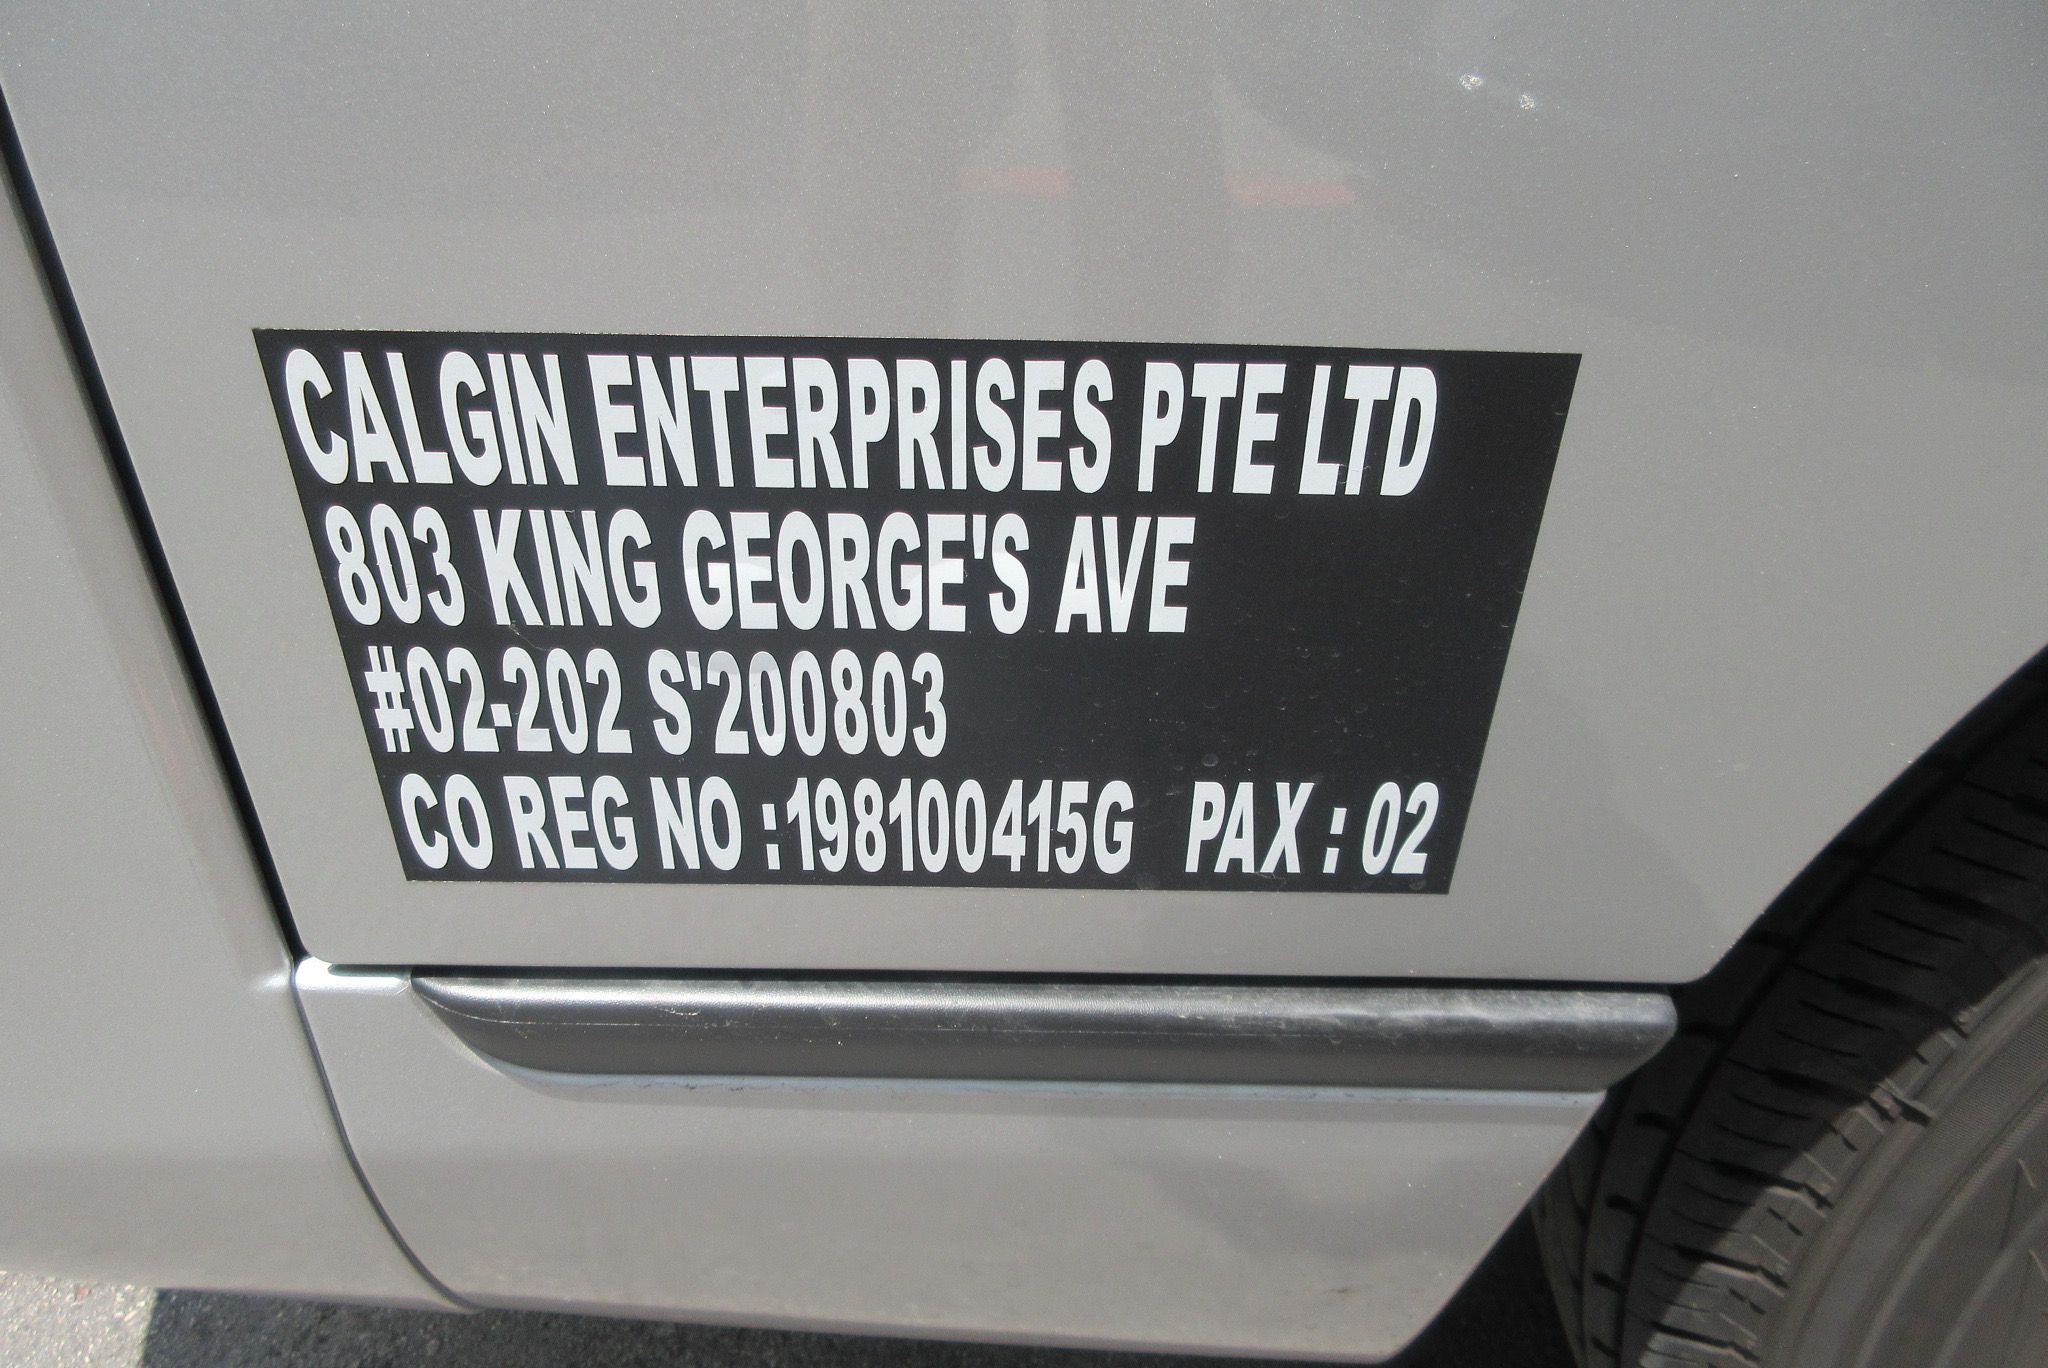 CALGIN ENTERPRISES PTE LTD
803 KING GEORGE'S AVE
#02-202 S'200803
CO REG NO :198100415G PAX : 02